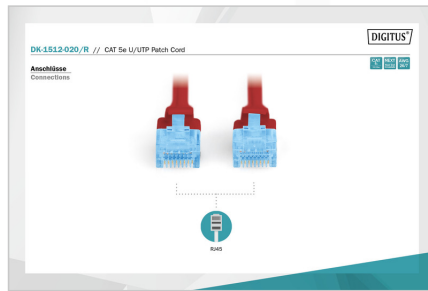 DIGITUS®
DK-1512-020/R // CAT 5e U/UTP Patch Cord
Anschlüsse
Connections
RJ45